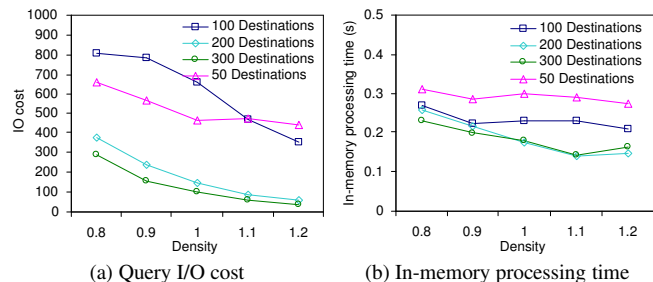 1000
900
800
700
600
500
400
300
200
100
0
IO cost
100 Destinations
200 Destinations
300 Destinations
50 Destinations
0.8 0.9 1 1.1 1.2
Density
(a) Query I/O cost
0.5
0.4
0.3
0.2
0.1
0
In-memory processing time (s)
100 Destinations
200 Destinations
300 Destinations
50 Destinations
0.8 0.9 1 1.1 1.2
Density
(b) In-memory processing time